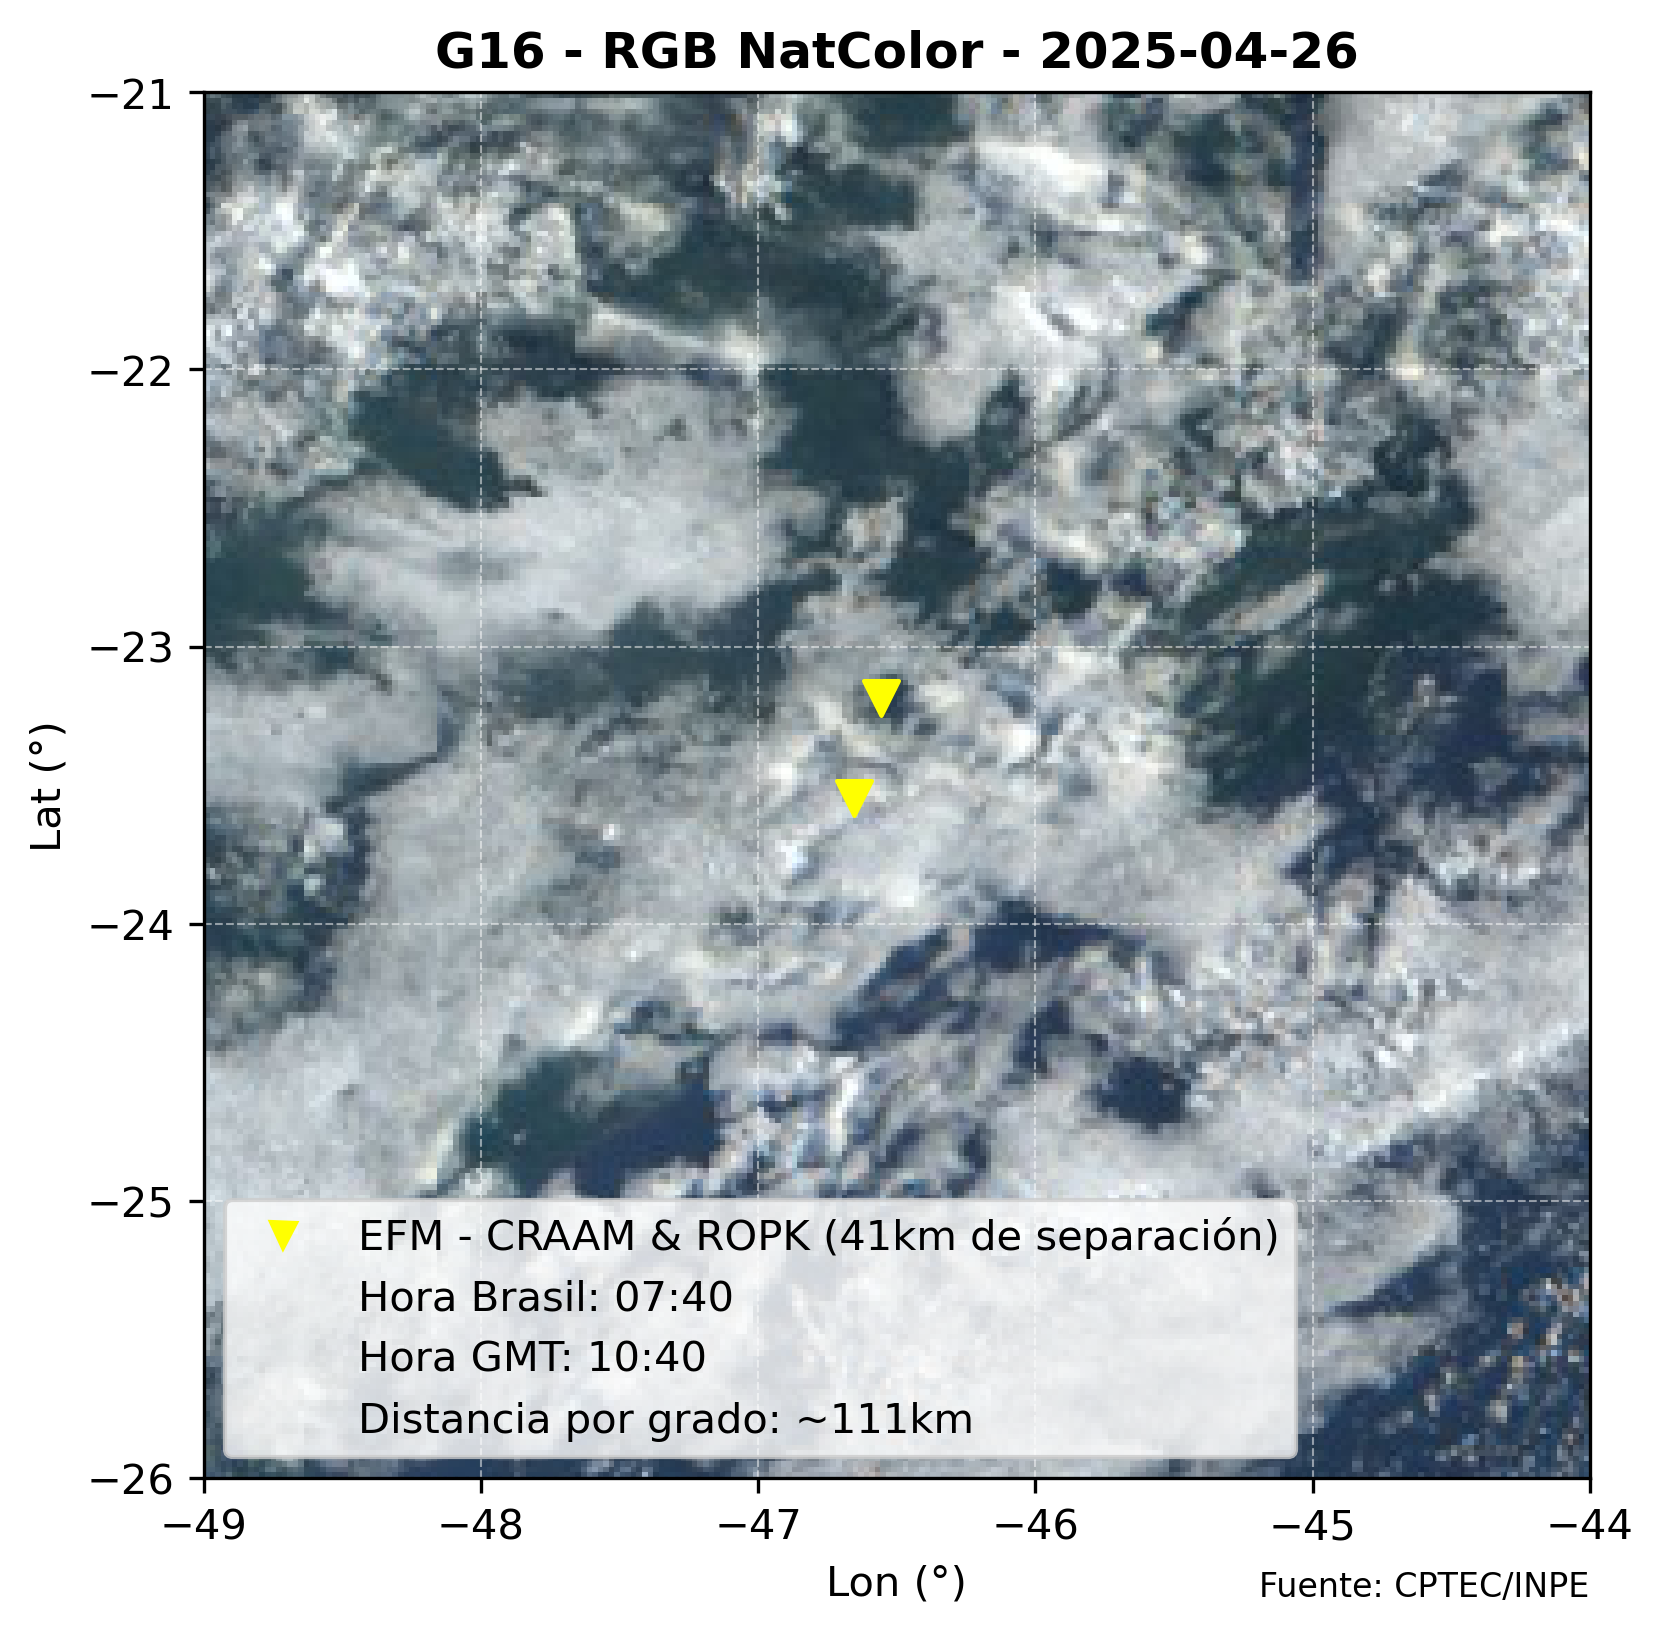 G16 - RGB NatColor - 2025-04-26
−21
−22
−23
−24
−25
−26
Lat (°)
EFM - CRAAM & ROPK (41km de separación)
Hora Brasil: 07:40
Hora GMT: 10:40
Distancia por grado: ~111km
−49 −48 −47 −46 −45 −44
Lon (°)
Fuente: CPTEC/INPE